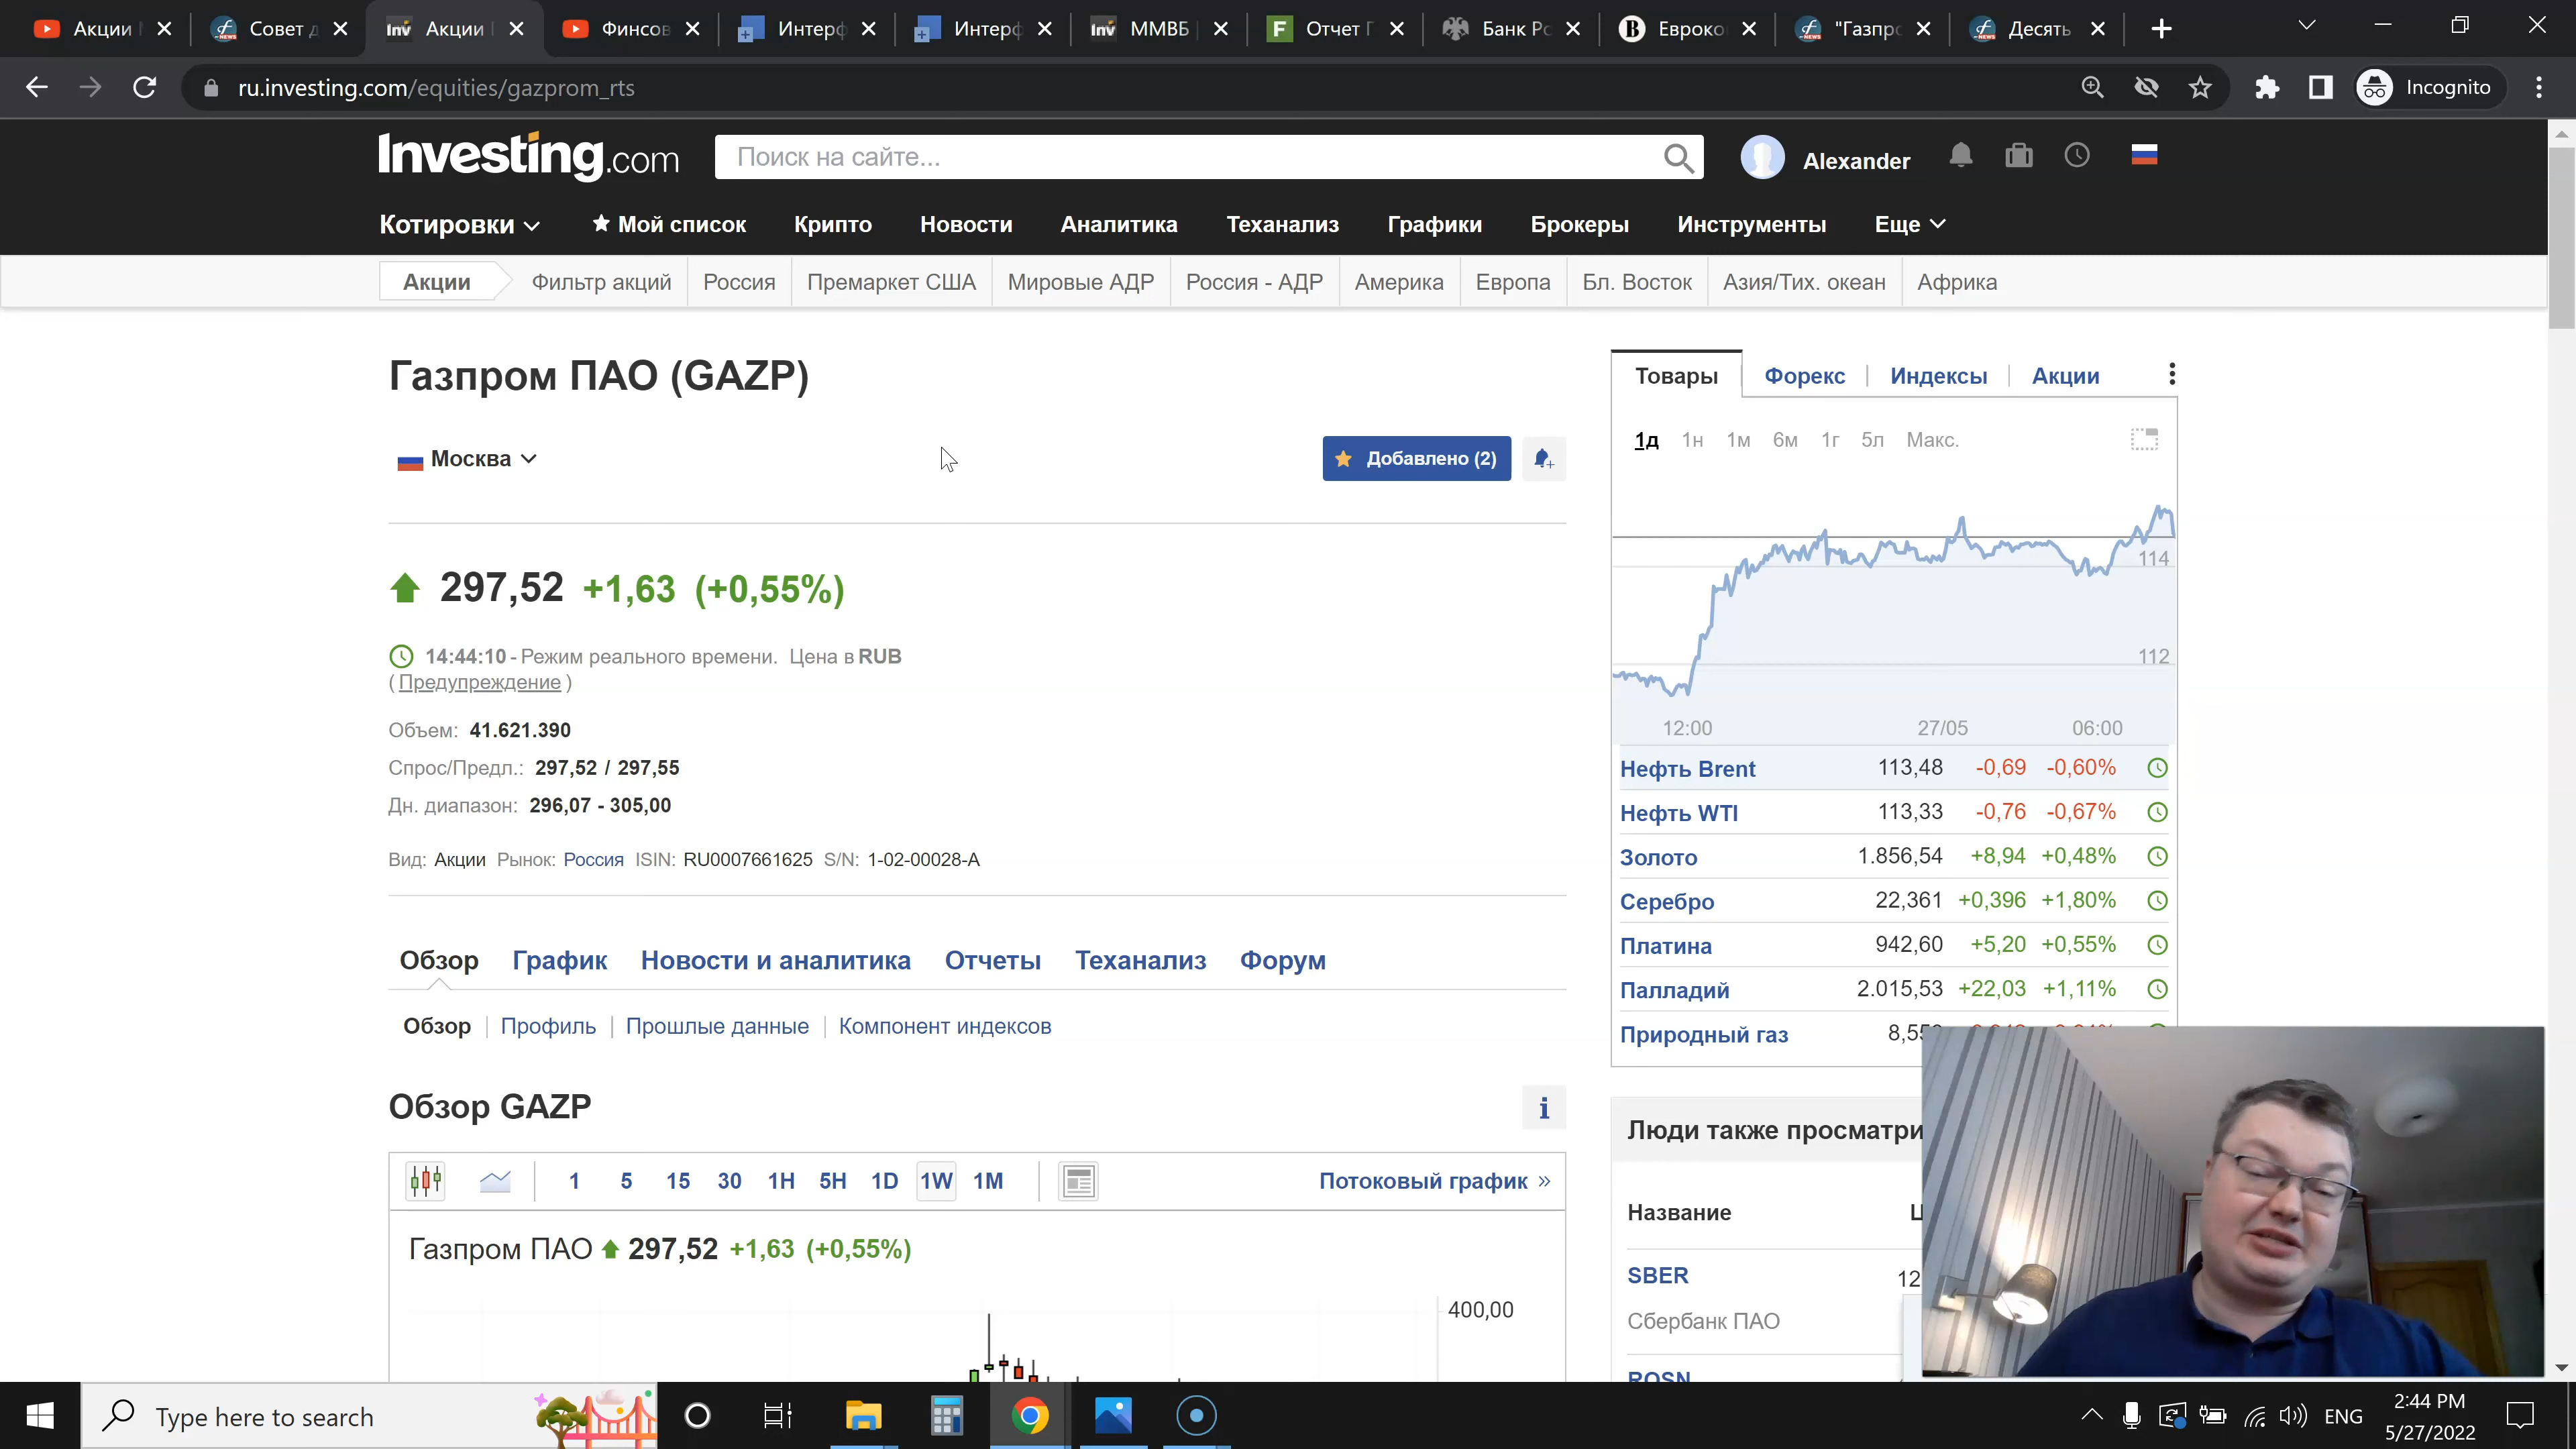 Акции
Совет д
Акции
Финсов
Интерф
Интерф
ММВБ
Отчет Г
Банк Ро
Евроко
"Газпро
Десять
ru.investing.com/equities/gazprom_rts
Incognito
Investing.com
Поиск на сайте...
Alexander
Котировки
Мой список
Крипто
Новости
Аналитика
Теханализ
Графики
Брокеры
Инструменты
Еще
Акции
Фильтр акций
Россия
Премаркет США
Мировые АДР
Россия - АДР
Америка
Европа
Бл. Восток
Азия/Тих. океан
Африка
Газпром ПАО (GAZP)
Москва
Добавлено (2)
297,52 +1,63 (+0,55%)
14:44:10 - Режим реального времени. Цена в RUB
( Предупреждение )
Объем: 41.621.390
Спрос/Предл.: 297,52 / 297,55
Дн. диапазон: 296,07 - 305,00
Вид: Акции Рынок: Россия ISIN: RU0007661625 S/N: 1-02-00028-A
Обзор График Новости и аналитика Отчеты Теханализ Форум
Обзор Профиль Прошлые данные Компонент индексов
Обзор GAZP
1 5 15 30 1H 5H 1D 1W 1M
Потоковый график »
Газпром ПАО 297,52 +1,63 (+0,55%)
400,00
Товары Форекс Индексы Акции
1д 1н 1м 6м 1г 5л Макс.
114
112
12:00 27/05 06:00
Нефть Brent 113,48 -0,69 -0,60%
Нефть WTI 113,33 -0,76 -0,67%
Золото 1.856,54 +8,94 +0,48%
Серебро 22,361 +0,396 +1,80%
Платина 942,60 +5,20 +0,55%
Палладий 2.015,53 +22,03 +1,11%
Природный газ
Люди также просматри
Название
SBER 12
Сбербанк ПАО
ROSN
Type here to search
ENG
2:44 PM
5/27/2022